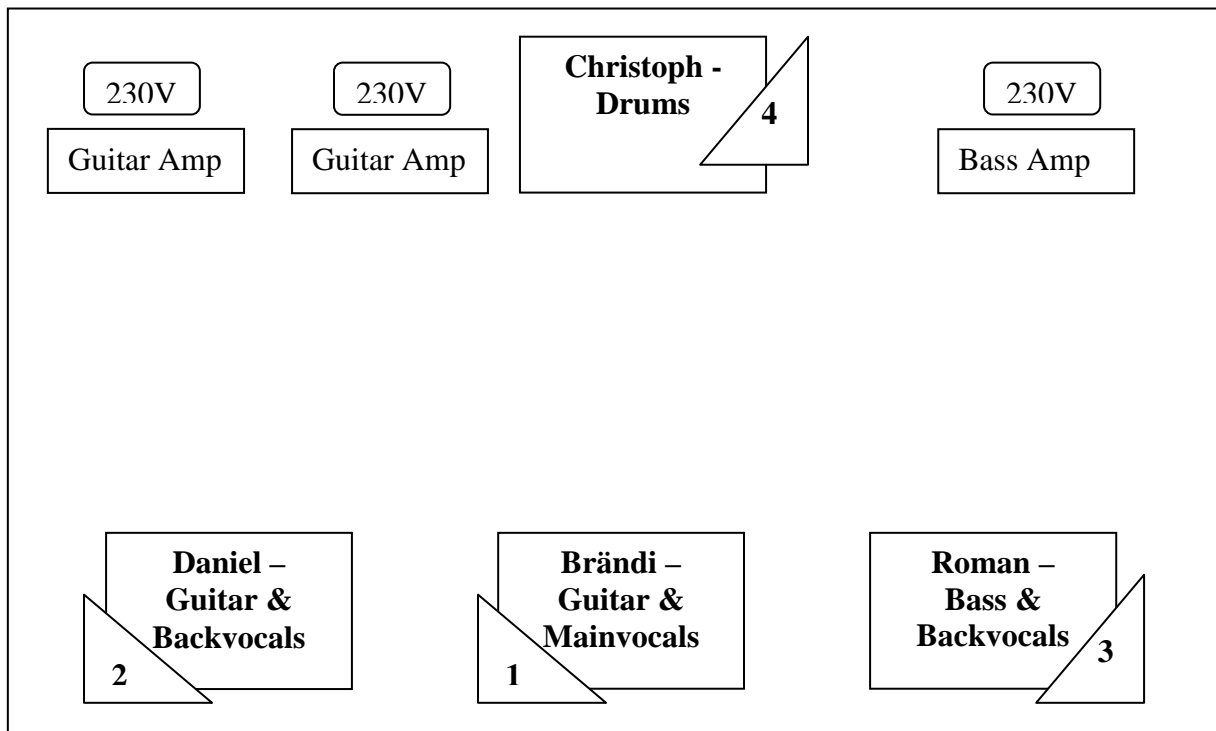 230V
Guitar Amp
230V
Guitar Amp
Christoph -
Drums
4
230V
Bass Amp
Daniel –
Guitar &
Backvocals
2
Brändi –
Guitar &
Mainvocals
1
Roman –
Bass &
Backvocals
3